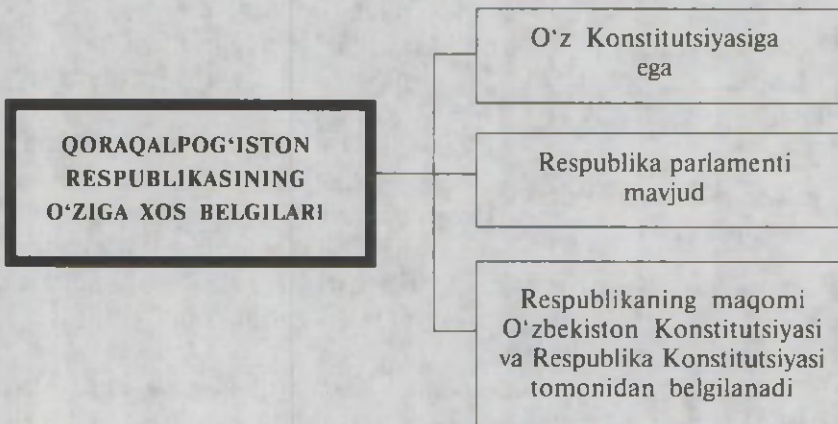 QORAQALPOG‘ISTON
RESPUBLIKASINING
O‘ZIGA XOS BELGILARI
O‘z Konstitutsiyasiga
ega
Respublika parlamenti
mavjud
Respublikaning maqomi
O‘zbekiston Konstitutsiyasi
va Respublika Konstitutsiyasi
tomonidan belgilanadi